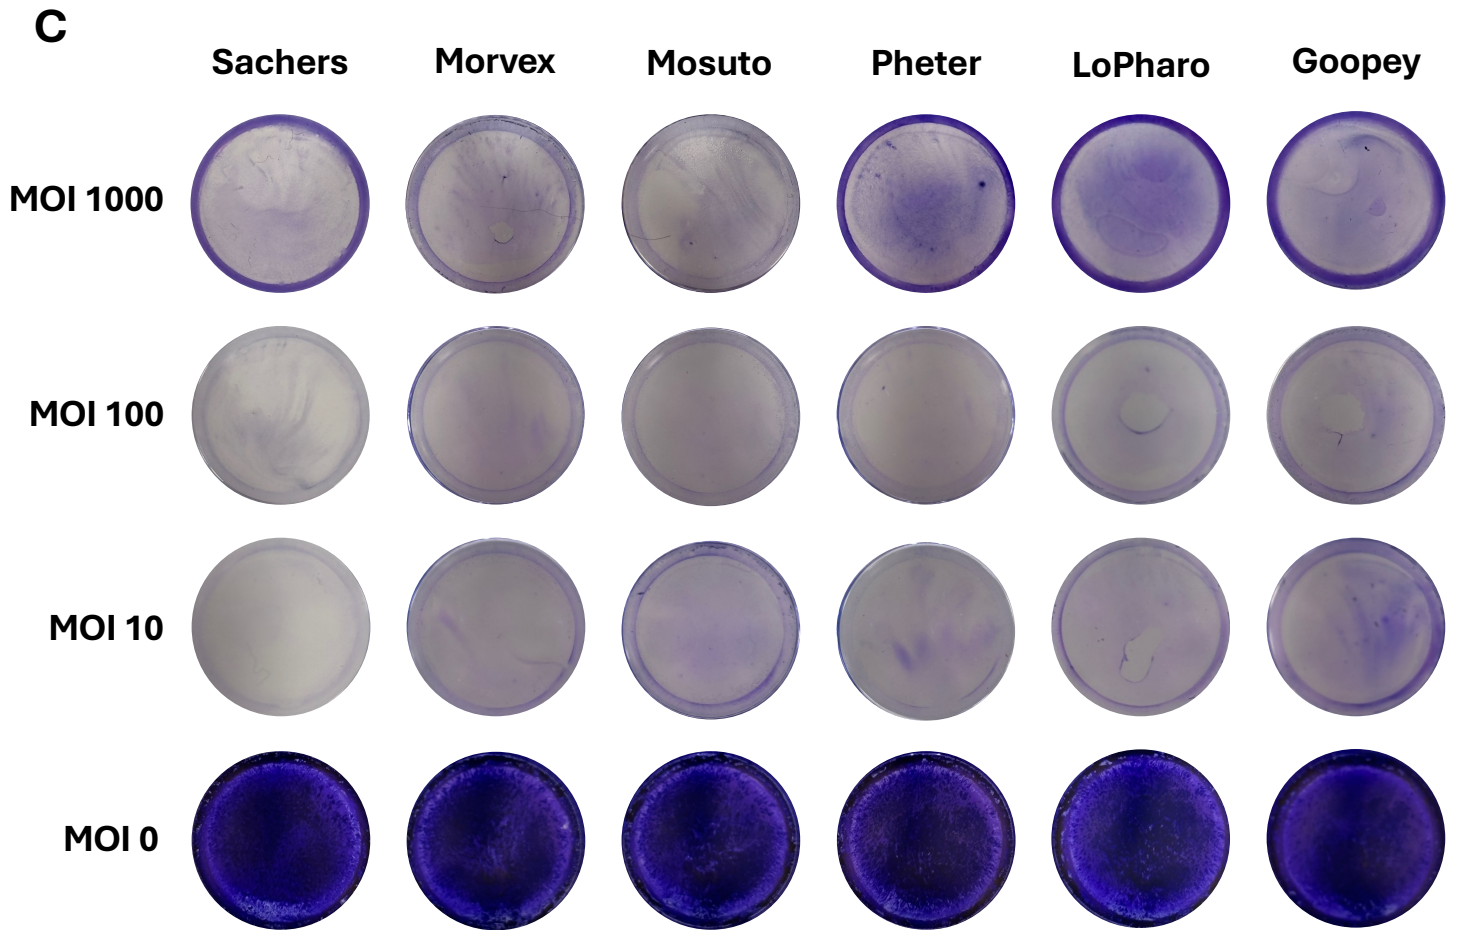 C
Sachers Morvex Mosuto Pheter LoPharo Goopey
MOI 1000
MOI 100
MOI 10
MOI 0